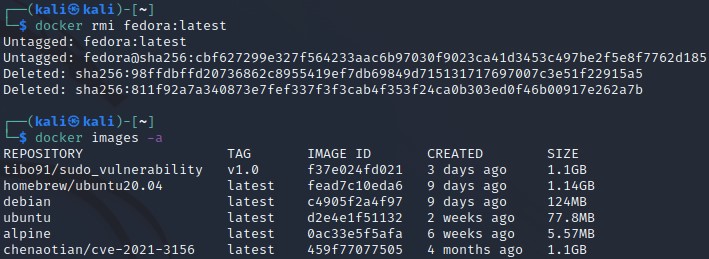 ┌──(kali㉿kali)-[~]
└─$ docker rmi fedora:latest
Untagged: fedora:latest
Untagged: fedora@sha256:cbf627299e327f564233aac6b97030f9023ca41d3453c497be2f5e8f7762d185
Deleted: sha256:98ffdbffd20736862c8955419ef7db69849d715131717697007c3e51f22915a5
Deleted: sha256:811f92a7a340873e7fef337f3f3cab4f353f24ca0b303ed0f46b00917e262a7b
┌──(kali㉿kali)-[~]
└─$ docker images -a
REPOSITORY TAG IMAGE ID CREATED SIZE
tibo91/sudo_vulnerability v1.0 f37e024fd021 3 days ago 1.1GB
homebrew/ubuntu20.04 latest fead7c10eda6 9 days ago 1.14GB
debian latest c4905f2a4f97 9 days ago 124MB
ubuntu latest d2e4e1f51132 2 weeks ago 77.8MB
alpine latest 0ac33e5f5afa 6 weeks ago 5.57MB
chenaotian/cve-2021-3156 latest 459f77077505 4 months ago 1.1GB